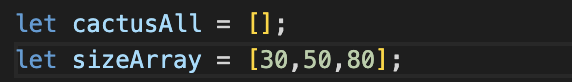 let cactusAll = [];
let sizeArray = [30,50,80];